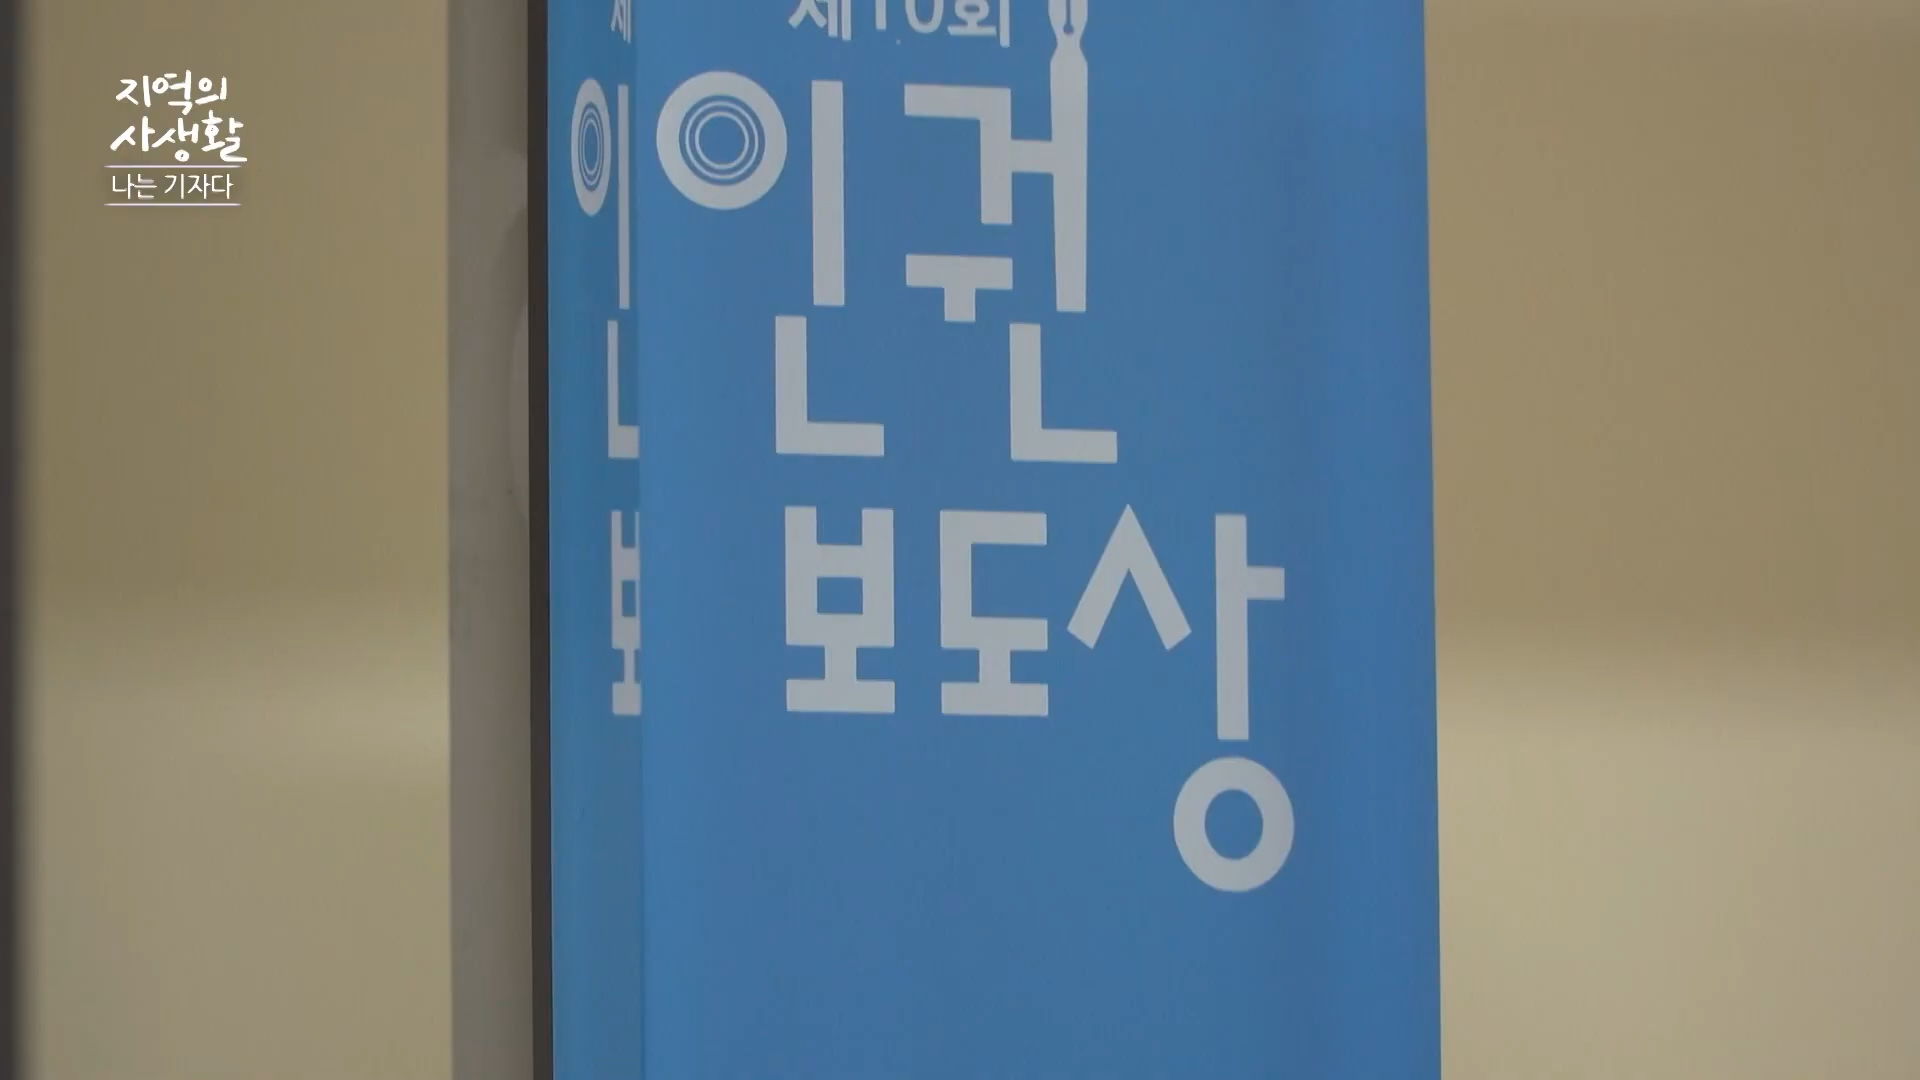 지역의
사생활
나는 기자다
제10회
인권
보도상